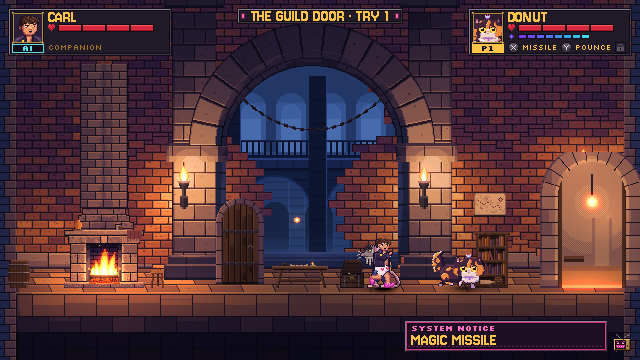 CARL
AI COMPANION
THE GUILD DOOR · TRY 1
DONUT
P1 X MISSILE Y POUNCE
SYSTEM NOTICE
MAGIC MISSILE